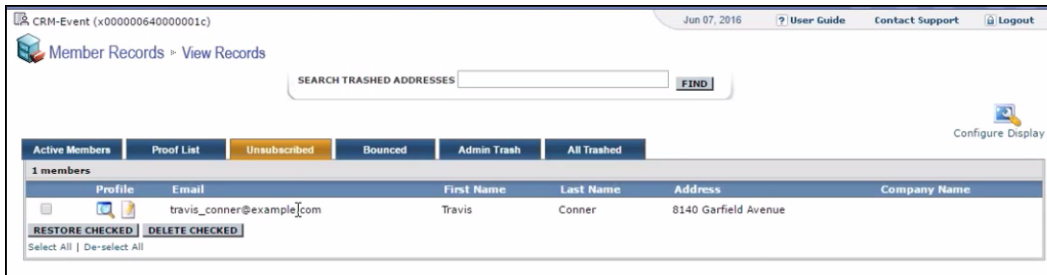 CRM-Event (x000000640000001c) Jun 07, 2016 ? User Guide Contact Support Logout
Member Records » View Records
SEARCH TRASHED ADDRESSES FIND
Configure Display
Active Members Proof List Unsubscribed Bounced Admin Trash All Trashed
1 members
Profile Email First Name Last Name Address Company Name
travis_conner@example.com Travis Conner 8140 Garfield Avenue
RESTORE CHECKED DELETE CHECKED
Select All | De-select All